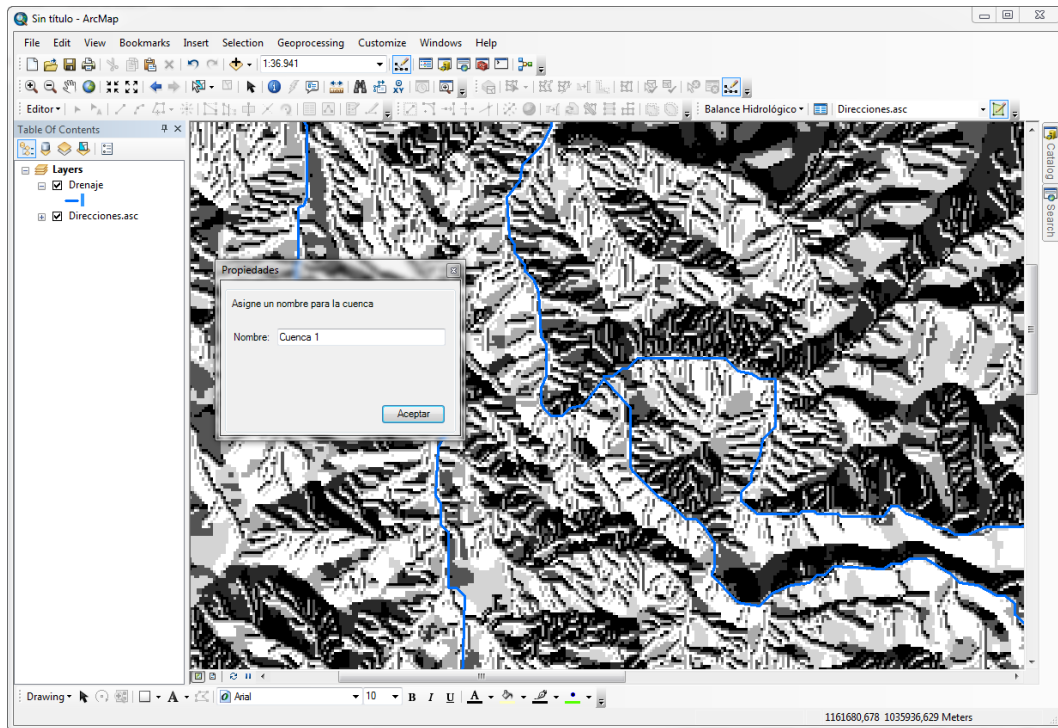 Sin título - ArcMap
File Edit View Bookmarks Insert Selection Geoprocessing Customize Windows Help
1:36.941
Editor Balance Hidrológico Direcciones.asc
Table Of Contents
Layers
Drenaje
Direcciones.asc
Catalog
Search
Propiedades
Asigne un nombre para la cuenca
Nombre: Cuenca 1
Aceptar
Drawing A Arial 10 B I U A
1161680,678 1035936,629 Meters